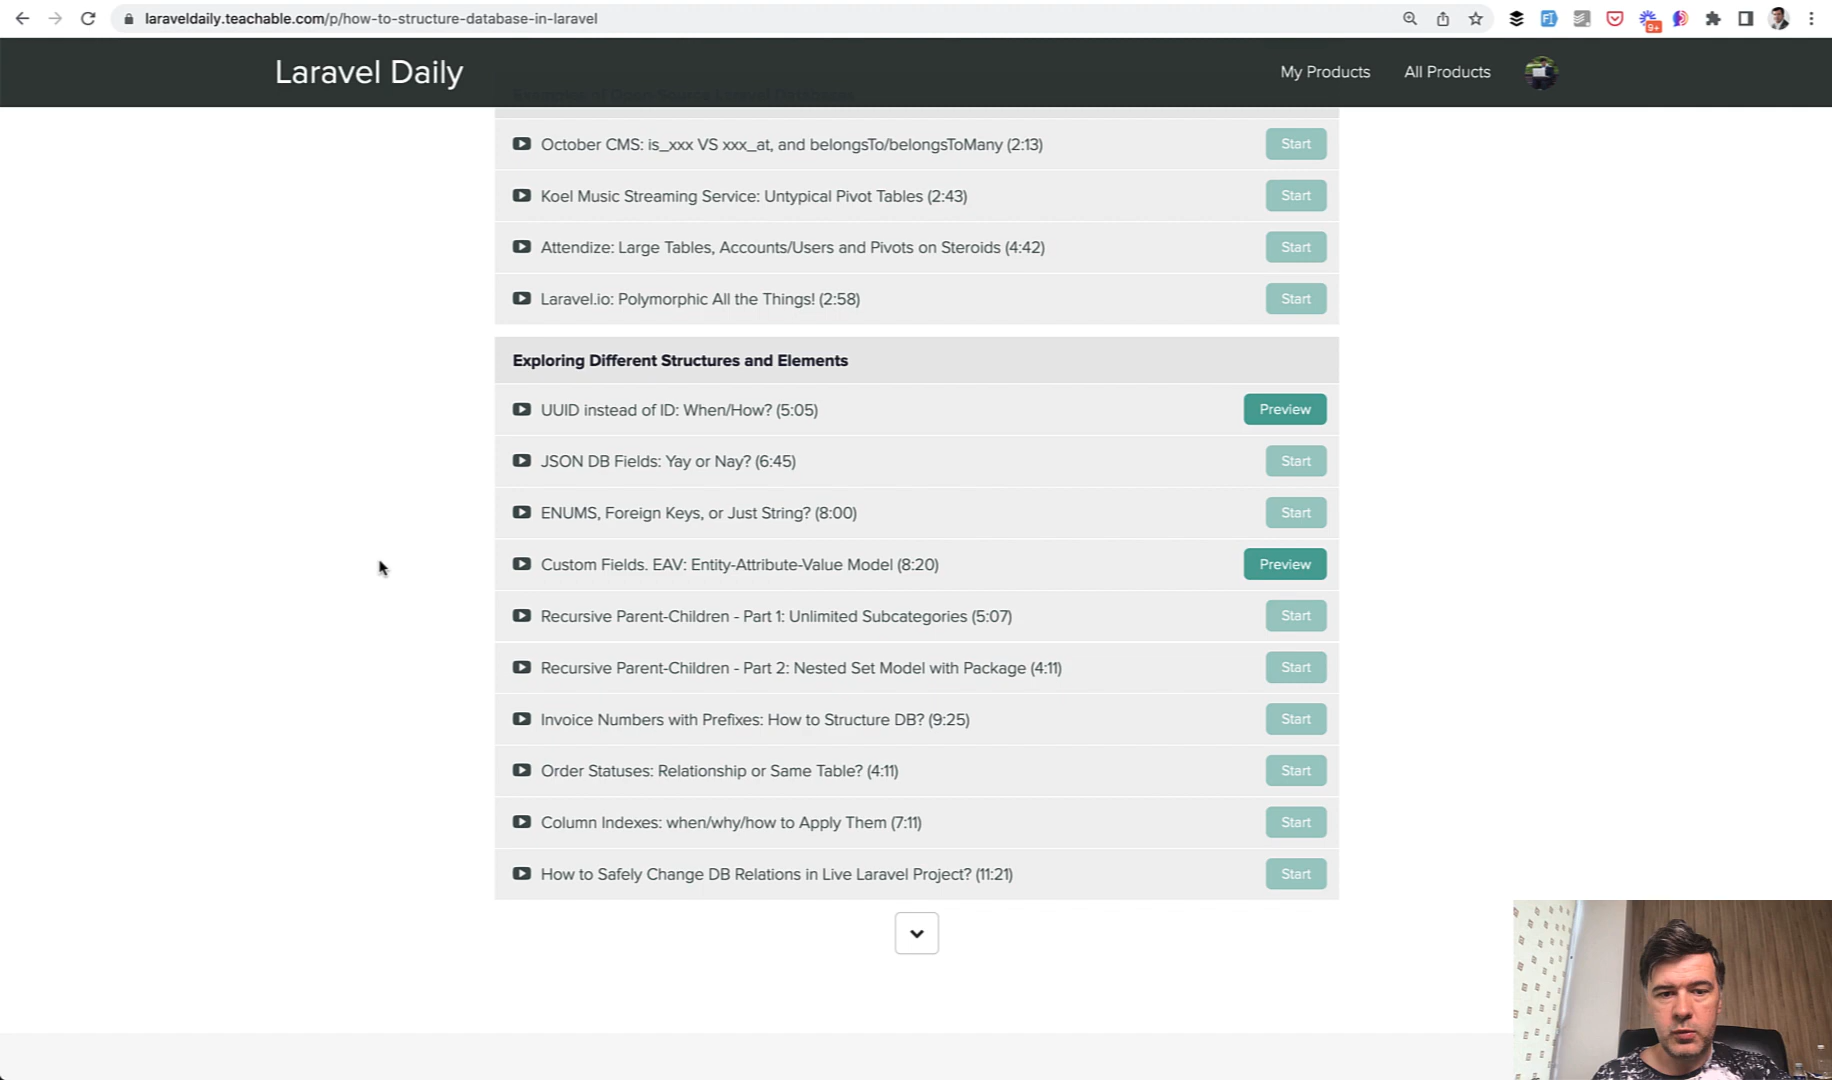 laraveldaily.teachable.com/p/how-to-structure-database-in-laravel
9+
Laravel Daily
My Products
All Products
October CMS: is_xxx VS xxx_at, and belongsTo/belongsToMany (2:13)
Start
Koel Music Streaming Service: Untypical Pivot Tables (2:43)
Start
Attendize: Large Tables, Accounts/Users and Pivots on Steroids (4:42)
Start
Laravel.io: Polymorphic All the Things! (2:58)
Start
Exploring Different Structures and Elements
UUID instead of ID: When/How? (5:05)
Preview
JSON DB Fields: Yay or Nay? (6:45)
Start
ENUMS, Foreign Keys, or Just String? (8:00)
Start
Custom Fields. EAV: Entity-Attribute-Value Model (8:20)
Preview
Recursive Parent-Children - Part 1: Unlimited Subcategories (5:07)
Start
Recursive Parent-Children - Part 2: Nested Set Model with Package (4:11)
Start
Invoice Numbers with Prefixes: How to Structure DB? (9:25)
Start
Order Statuses: Relationship or Same Table? (4:11)
Start
Column Indexes: when/why/how to Apply Them (7:11)
Start
How to Safely Change DB Relations in Live Laravel Project? (11:21)
Start